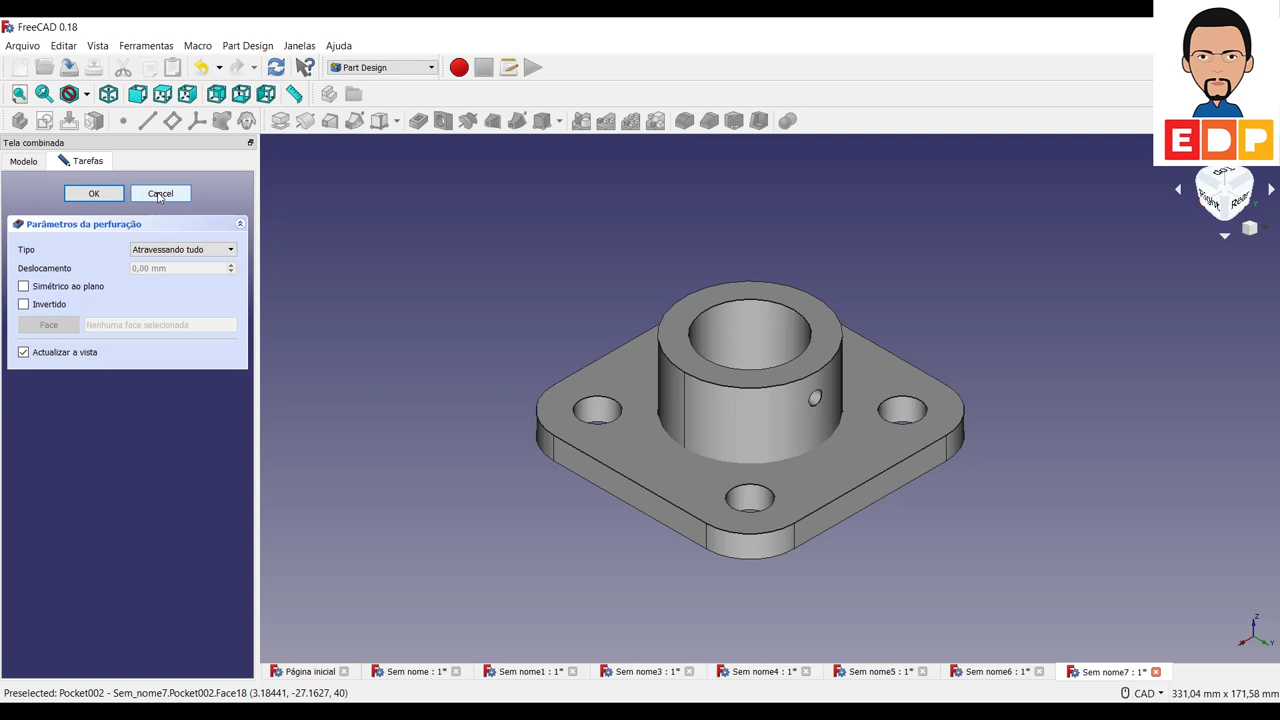 FreeCAD 0.18
Arquivo Editar Vista Ferramentas Macro Part Design Janelas Ajuda
Part Design
EDP
Tela combinada
Modelo Tarefas
OK Cancel
Parâmetros da perfuração
Tipo Atravessando tudo
Deslocamento 0,00 mm
Simétrico ao plano
Invertido
Face Nenhuma face selecionada
Actualizar a vista
Top
Right Rear
Y
Z
X Y
Página inicial Sem nome : 1* Sem nome1 : 1* Sem nome3 : 1* Sem nome4 : 1* Sem nome5 : 1* Sem nome6 : 1* Sem nome7 : 1*
Preselected: Pocket002 - Sem_nome7.Pocket002.Face18 (3.18441, -27.1627, 40) CAD 331,04 mm x 171,58 mm